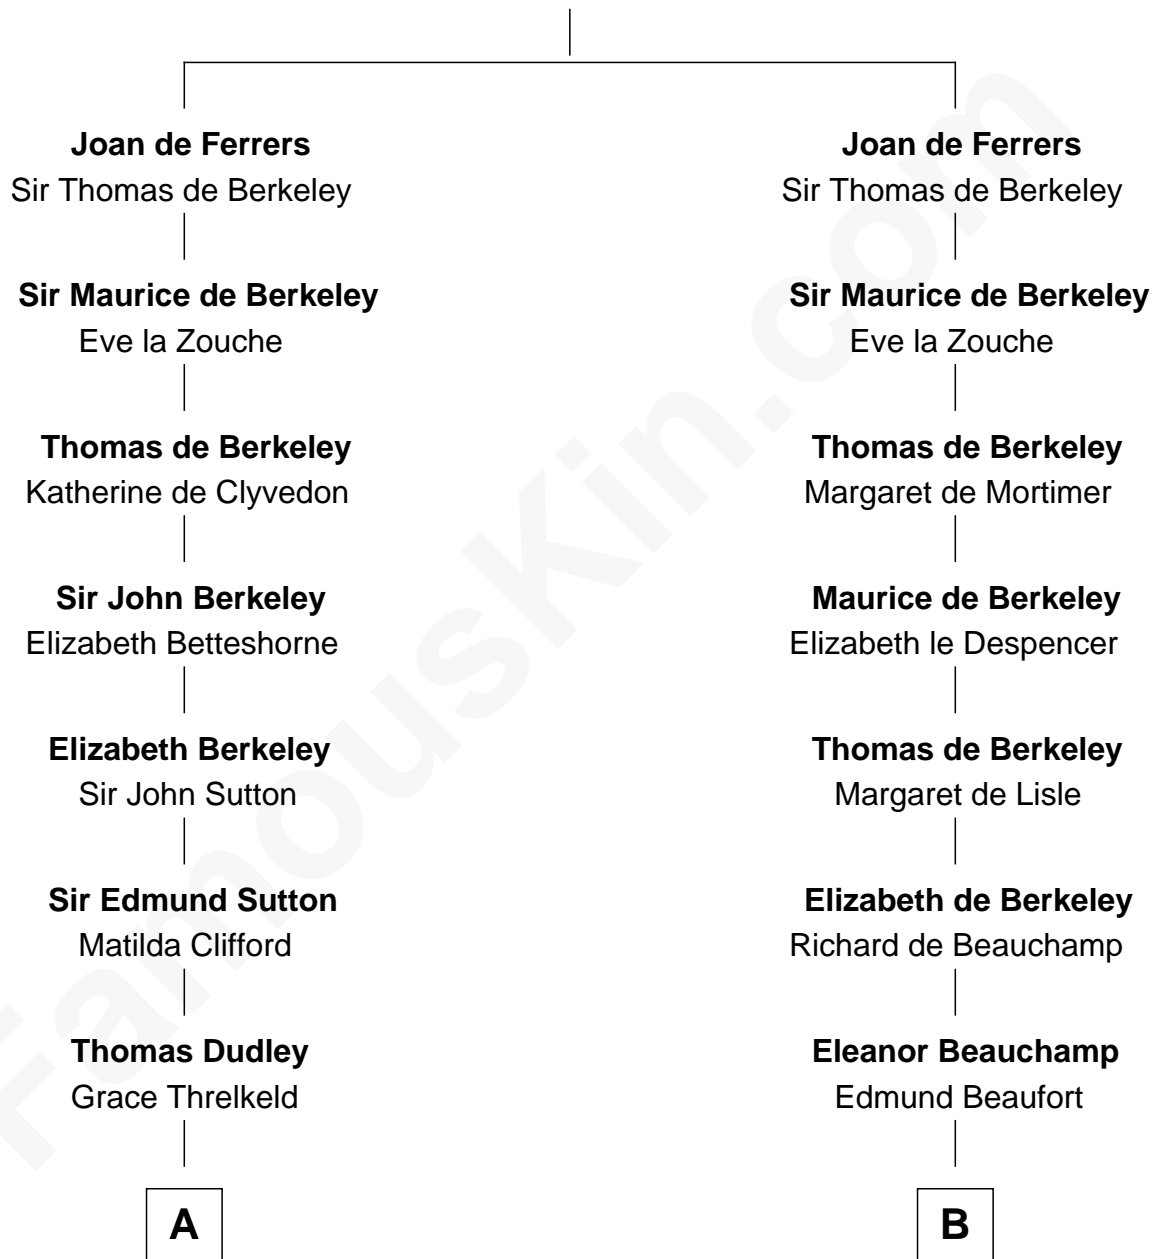 Joan de Ferrers
Sir Thomas de Berkeley
Sir Maurice de Berkeley
Eve la Zouche
Thomas de Berkeley
Katherine de Clyvedon
Sir John Berkeley
Elizabeth Betteshorne
Elizabeth Berkeley
Sir John Sutton
Sir Edmund Sutton
Matilda Clifford
Thomas Dudley
Grace Threlkeld
A
Joan de Ferrers
Sir Thomas de Berkeley
Sir Maurice de Berkeley
Eve la Zouche
Thomas de Berkeley
Margaret de Mortimer
Maurice de Berkeley
Elizabeth le Despencer
Thomas de Berkeley
Margaret de Lisle
Elizabeth de Berkeley
Richard de Beauchamp
Eleanor Beauchamp
Edmund Beaufort
B
FamousKin.com